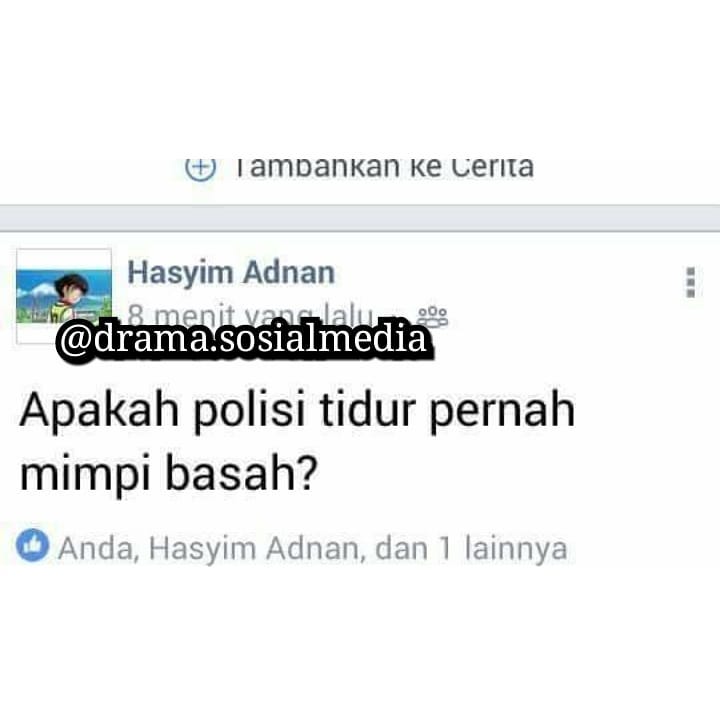 Tambahkan ke Cerita
Hasyim Adnan
8 menit yang lalu
@drama.sosialmedia
Apakah polisi tidur pernah
mimpi basah?
Anda, Hasyim Adnan, dan 1 lainnya